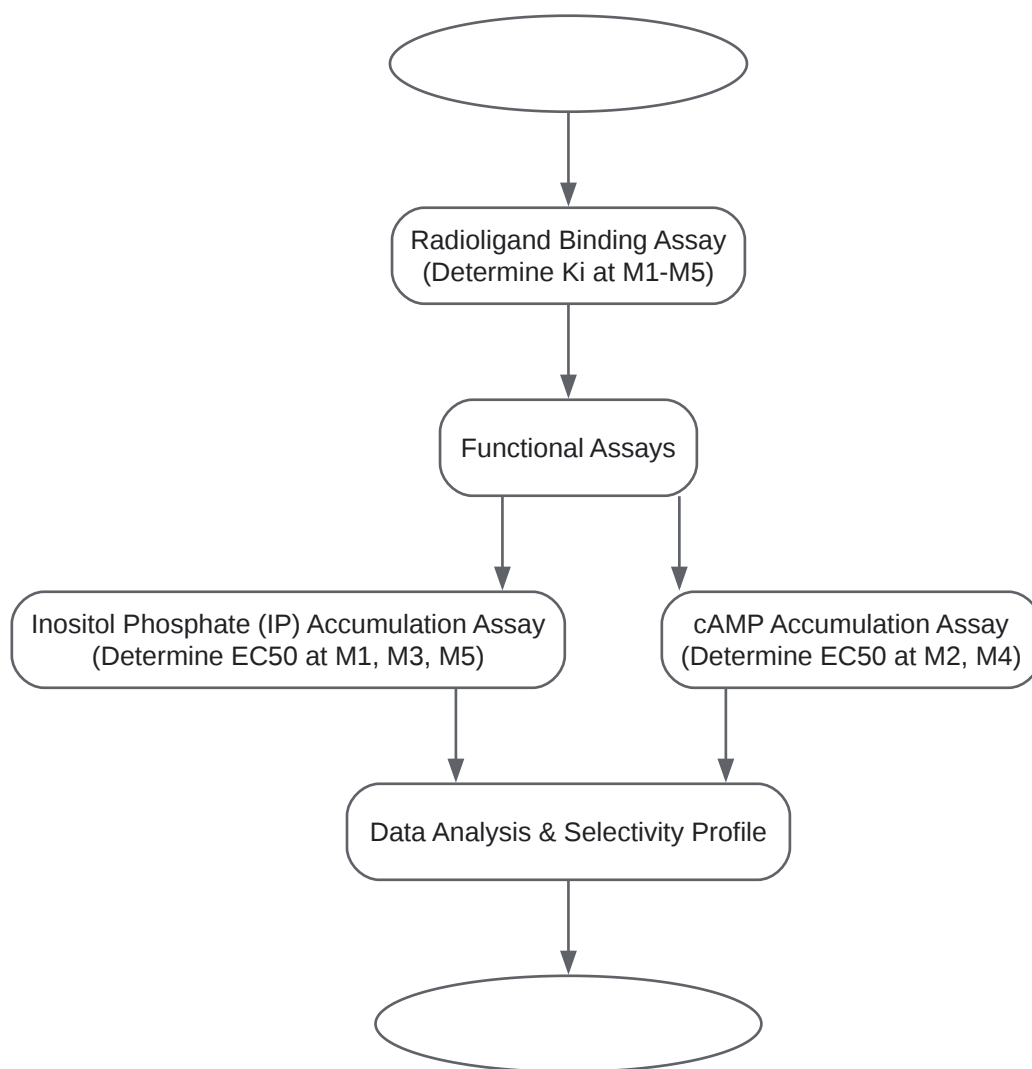 Radioligand Binding Assay
(Determine Ki at M1-M5)
Functional Assays
Inositol Phosphate (IP) Accumulation Assay
(Determine EC50 at M1, M3, M5)
cAMP Accumulation Assay
(Determine EC50 at M2, M4)
Data Analysis & Selectivity Profile